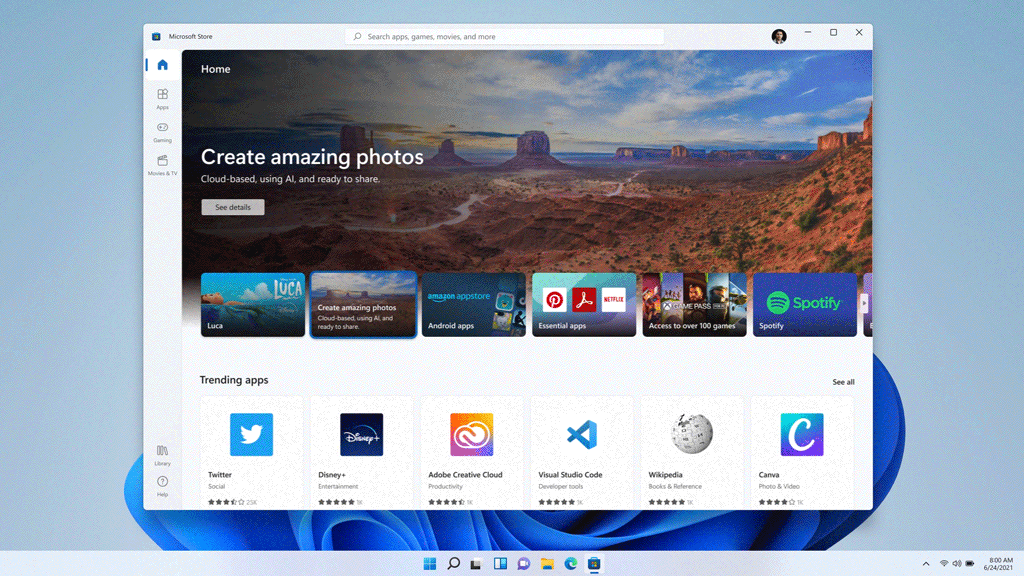 Microsoft Store
Search apps, games, movies, and more
Home
Apps
Gaming
Movies & TV
Create amazing photos
Cloud-based, using AI, and ready to share.
See details
LUCA
Luca
Create amazing photos
Cloud-based, using AI, and
ready to share.
amazon appstore
Android apps
NETFLIX
Essential apps
GAME PASS
Access to over 100 games
Spotify
Spotify
Trending apps
See all
Disney+
Twitter
Social
25K
Disney+
Entertainment
1K
Adobe Creative Cloud
Productivity
1K
Visual Studio Code
Developer tools
1K
Wikipedia
Books & Reference
1K
C
Canva
Photo & Video
1K
Library
Help
8:00 AM
6/24/2021